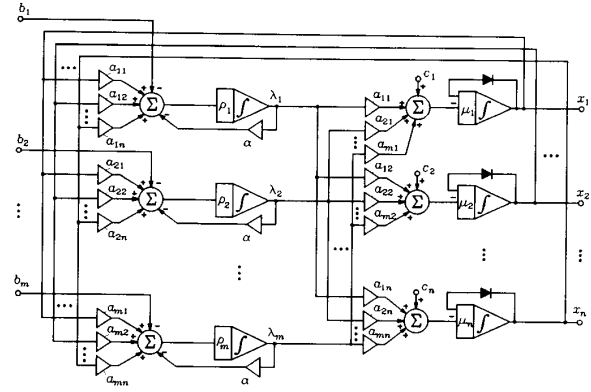 b₁
a₁₁
a₁₂
a₁ₙ
Σ
ρ₁ ∫
λ₁
α
a₁₁
a₂₁
aₘ₁
c₁
Σ
μ₁ ∫
x₁
b₂
a₂₁
a₂₂
a₂ₙ
Σ
ρ₂ ∫
λ₂
α
a₁₂
a₂₂
aₘ₂
c₂
Σ
μ₂ ∫
x₂
bₘ
aₘ₁
aₘ₂
aₘₙ
Σ
ρₘ ∫
λₘ
α
a₁ₙ
a₂ₙ
aₘₙ
cₙ
Σ
μₙ ∫
xₙ